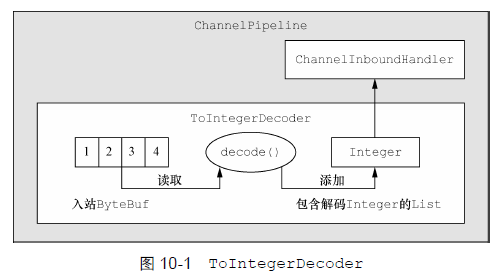 ChannelPipeline
ChannelInboundHandler
ToIntegerDecoder
1 2 3 4
decode()
Integer
读取
添加
入站ByteBuf
包含解码Integer的List
图 10-1 ToIntegerDecoder